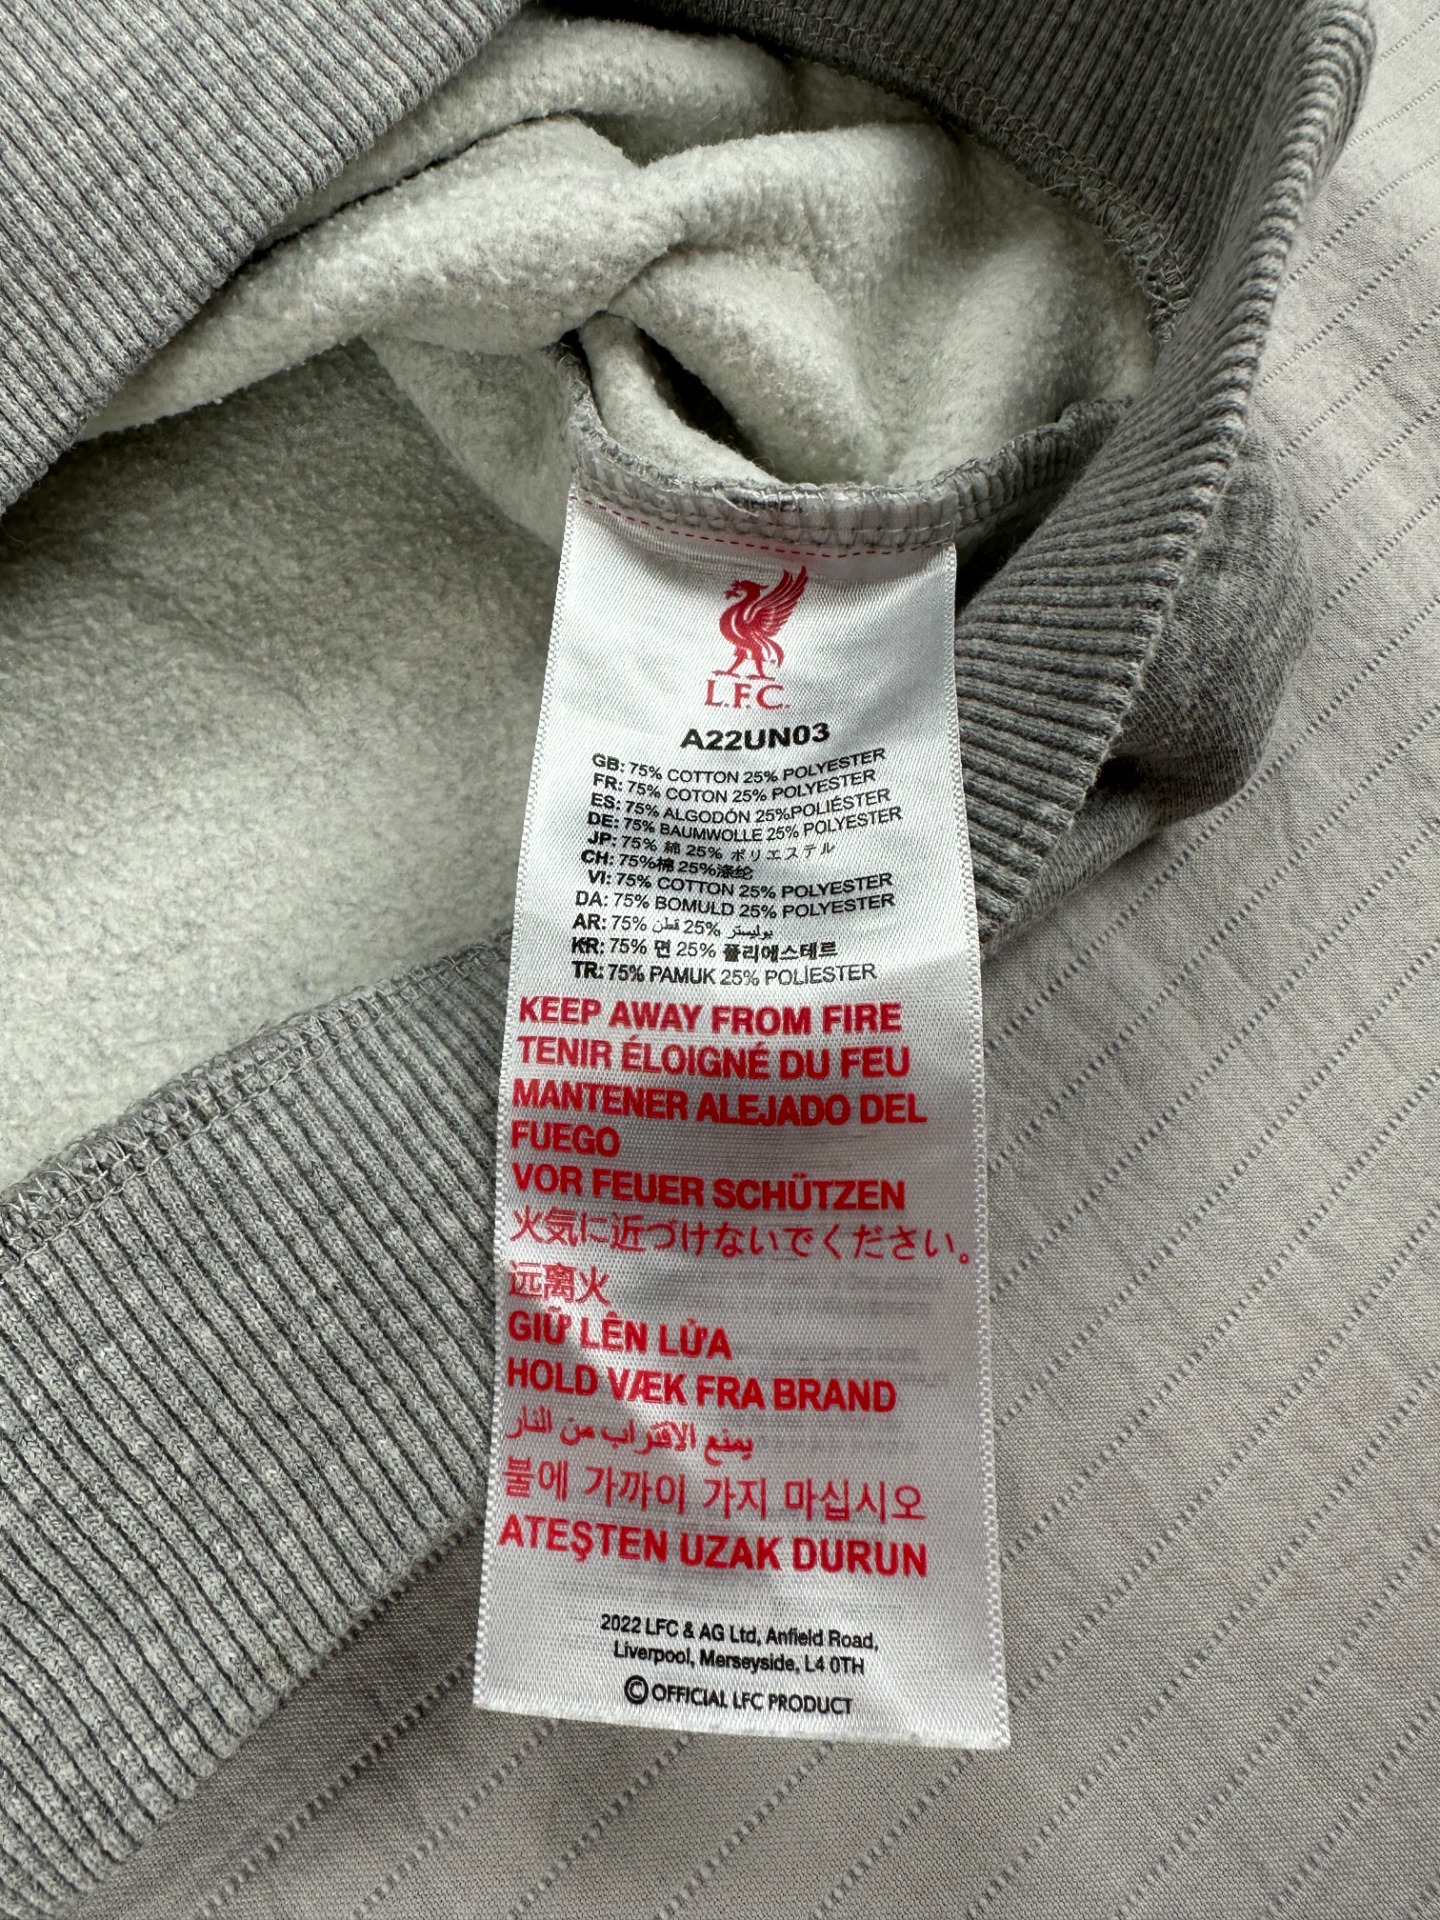 L.F.C.
A22UN03
GB: 75% COTTON 25% POLYESTER
FR: 75% COTON 25% POLYESTER
ES: 75% ALGODÓN 25%POLIÉSTER
DE: 75% BAUMWOLLE 25% POLYESTER
JP: 75% 綿 25% ポリエステル
CH: 75%棉 25%涤纶
VI: 75% COTTON 25% POLYESTER
DA: 75% BOMULD 25% POLYESTER
AR: 75% قطن 25% بوليستر
KR: 75% 면 25% 폴리에스테르
TR: 75% PAMUK 25% POLİESTER
KEEP AWAY FROM FIRE
TENIR ÉLOIGNÉ DU FEU
MANTENER ALEJADO DEL
FUEGO
VOR FEUER SCHÜTZEN
火気に近づけないでください。
远离火
GIỮ LÊN LỬA
HOLD VÆK FRA BRAND
يمنع الاقتراب من النار
불에 가까이 가지 마십시오
ATEŞTEN UZAK DURUN
2022 LFC & AG Ltd, Anfield Road,
Liverpool, Merseyside, L4 0TH
© OFFICIAL LFC PRODUCT